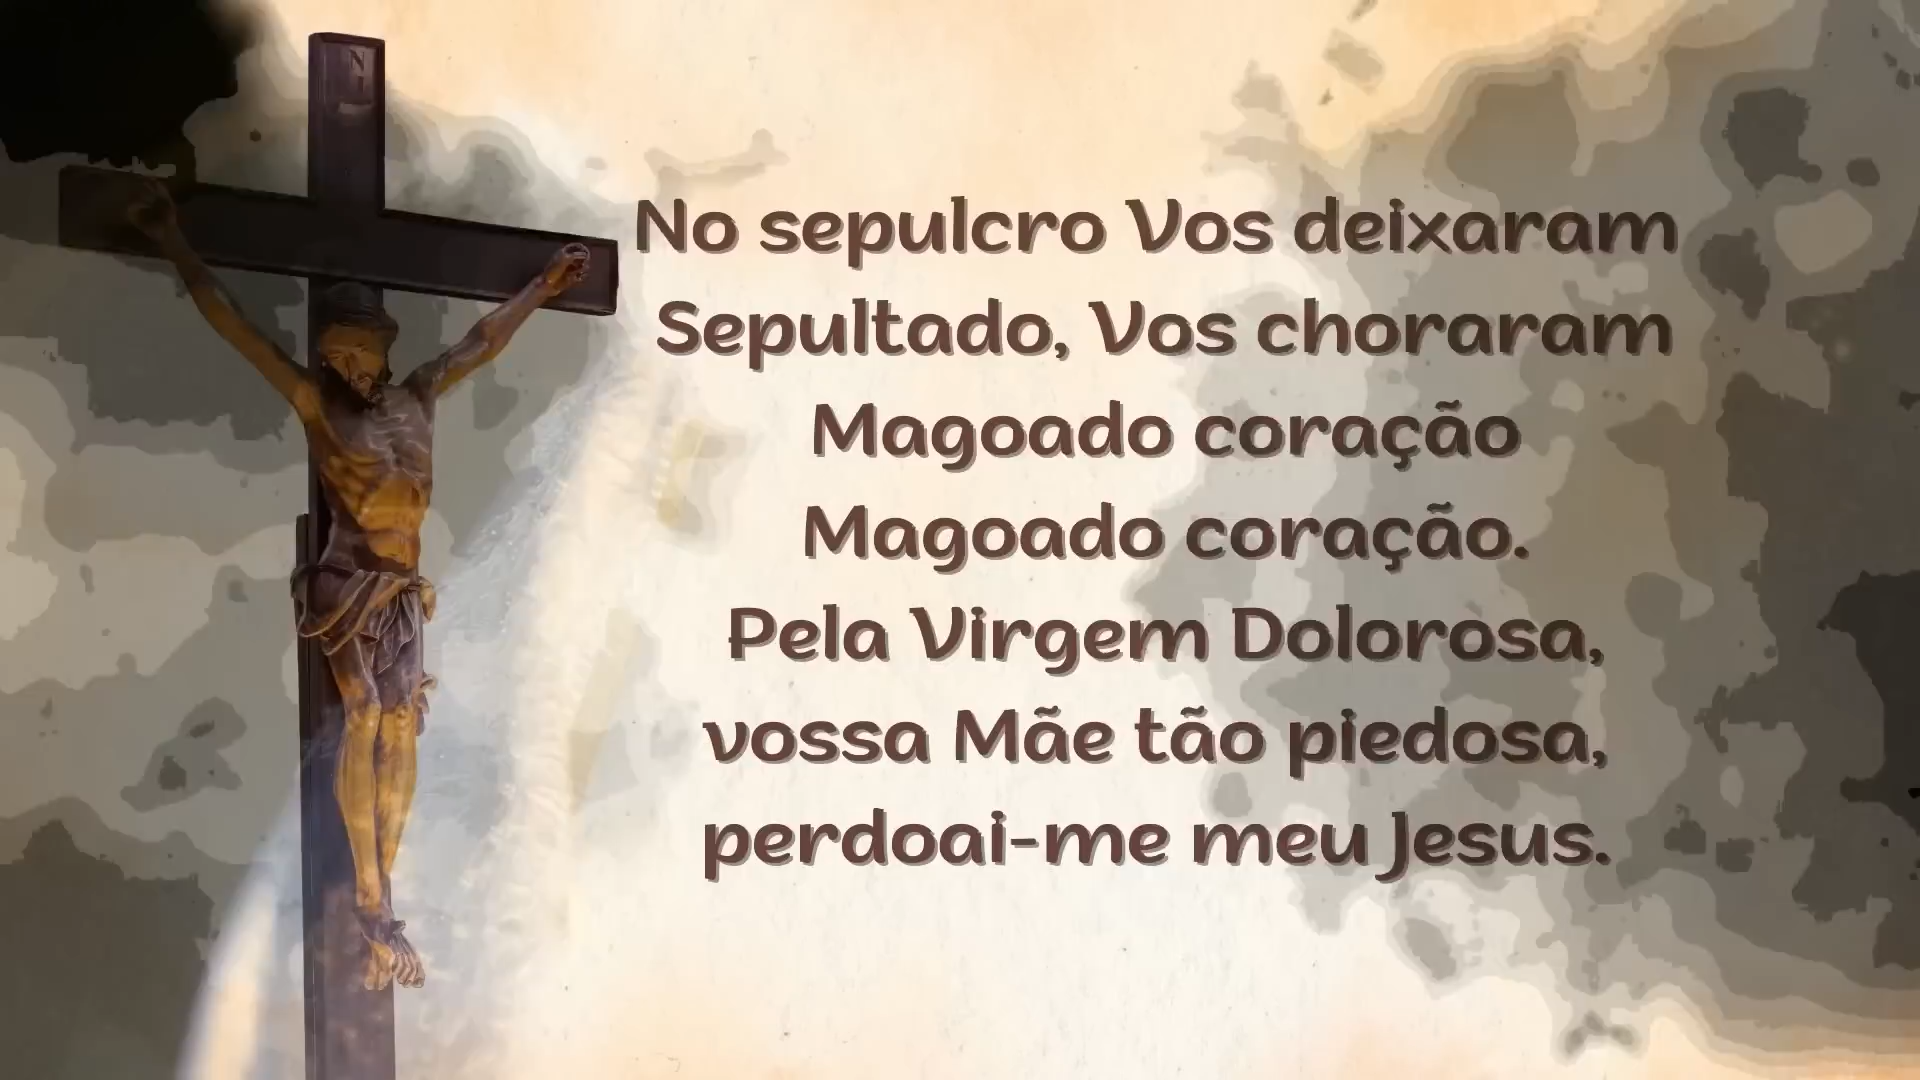 No sepulcro Vos deixaram
Sepultado, Vos choraram
Magoado coração
Magoado coração.
Pela Virgem Dolorosa,
vossa Mãe tão piedosa,
perdoai-me meu Jesus.